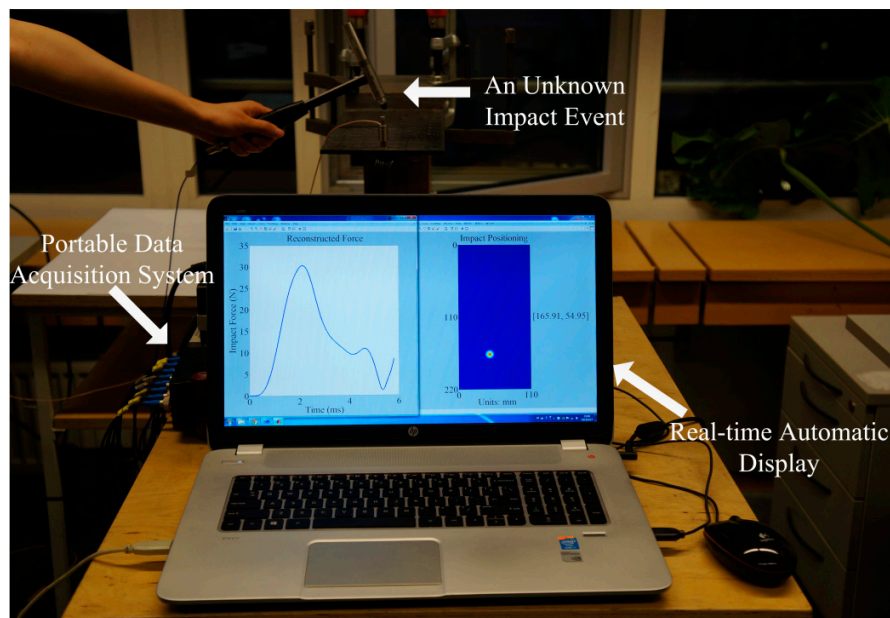 An Unknown
Impact Event
Portable Data
Acquisition System
Reconstructed Force
35
30
25
20
15
10
5
0
Impact Force (N)
0
2
4
6
Time (ms)
Impact Positioning
0
110
220
[165.91, 54.95]
0
110
Units: mm
Real-time Automatic
Display
hp